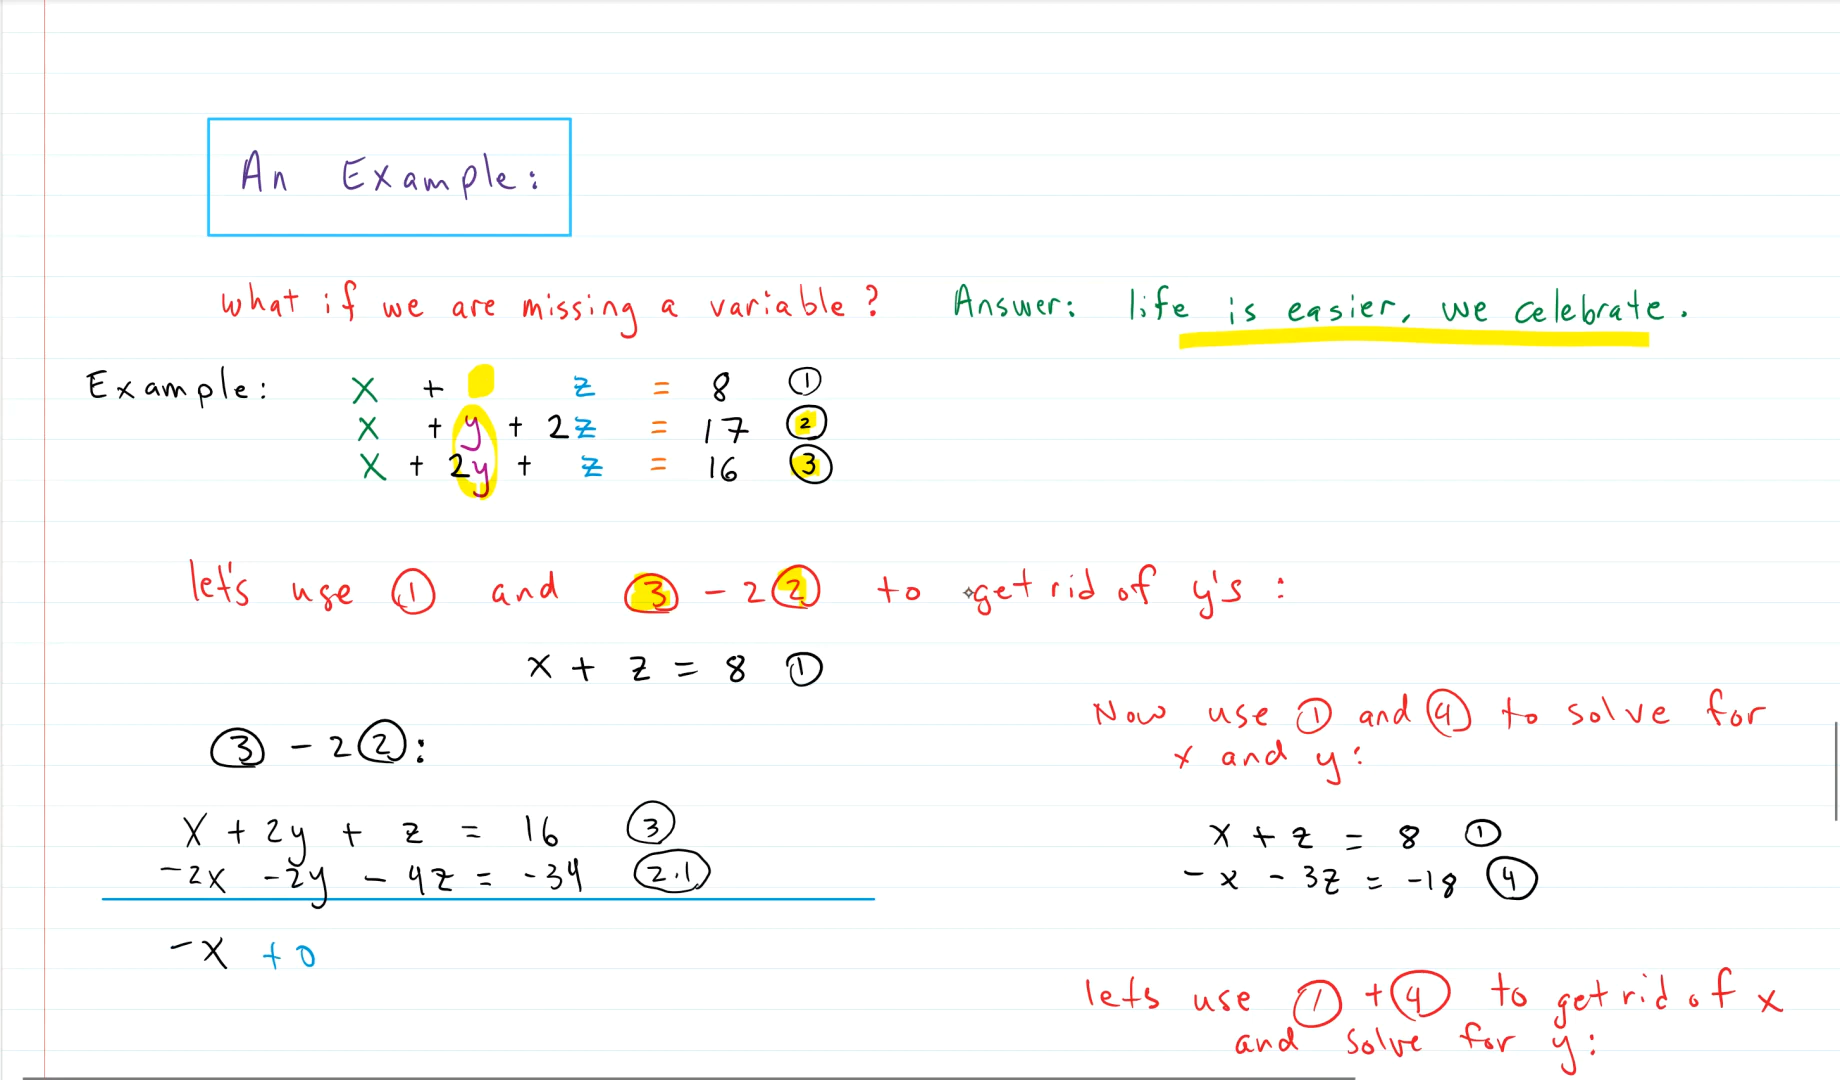 An Example:
what if we are missing a variable? Answer: life is easier, we celebrate.
Example: x + z = 8 ①
x + y + 2z = 17 ②
x + 2y + z = 16 ③
let's use ① and ③ - 2② to get rid of y's:
x + z = 8 ①
③ - 2②:
x + 2y + z = 16 ③
-2x - 2y - 4z = -34 (2.1)
-x + 0
Now use ① and ④ to solve for
x and y:
x + z = 8 ①
-x - 3z = -18 ④
lets use ① + ④ to get rid of x
and solve for y: